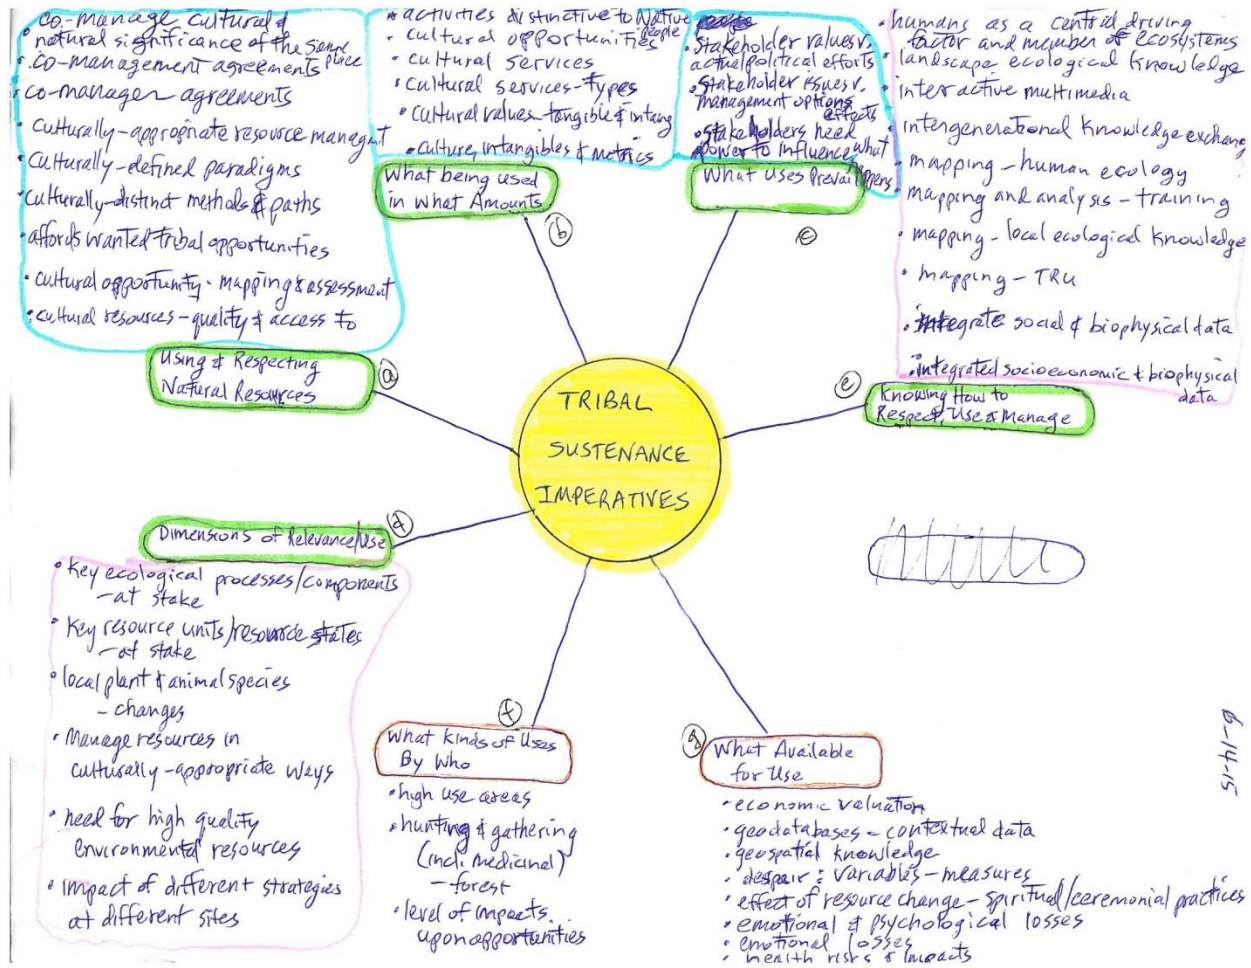 co-manage cultural &
natural significance of the same place
• co-management agreements
• co-manager agreements
• culturally-appropriate resource managmt
• culturally-defined paradigms
• culturally-distinct methods & paths
• affords wanted tribal opportunities
• cultural opportunity - mapping & assessment
• cultural resources - quality & access to
Using & Respecting
Natural Resources
a
• activities distinctive to Native people
• cultural opportunities
• cultural services
• cultural services-types
• cultural values-tangible & intang
• culture, intangibles & metrics
What being used
in what Amounts
b
• stakeholder values v.
actual political efforts
• stakeholder issues v.
management options effects
• stakeholders need
power to influence what happens
What Uses Prevail
c
• humans as a central driving
factor and member of ecosystems
landscape ecological knowledge
• interactive multimedia
• intergenerational knowledge-exchang
• mapping - human ecology
• mapping and analysis - training
• mapping - local ecological knowledge
• mapping - TRU
• integrate social & biophysical data
• integrated socioeconomic & biophysical
data
e
Knowing How to
Respect, Use & Manage
TRIBAL
SUSTENANCE
IMPERATIVES
Dimensions of Relevance/Use
d
• Key ecological processes/components
- at stake
• Key resource units/resource states
- at stake
• local plant & animal species
- changes
• Manage resources in
culturally-appropriate ways
• need for high quality
environmental resources
• impact of different strategies
at different sites
f
What Kinds of Uses
By Who
• high use areas
• hunting & gathering
(incl. medicinal)
- forest
• level of impacts
upon opportunities
g
What Available
for Use
• economic valuation
• geodatabases - contextual data
• geospatial knowledge
• despair: variables - measures
• effect of resource change - spiritual/ceremonial practices
• emotional & psychological losses
• emotional losses
• health risks & impacts
6-14-15